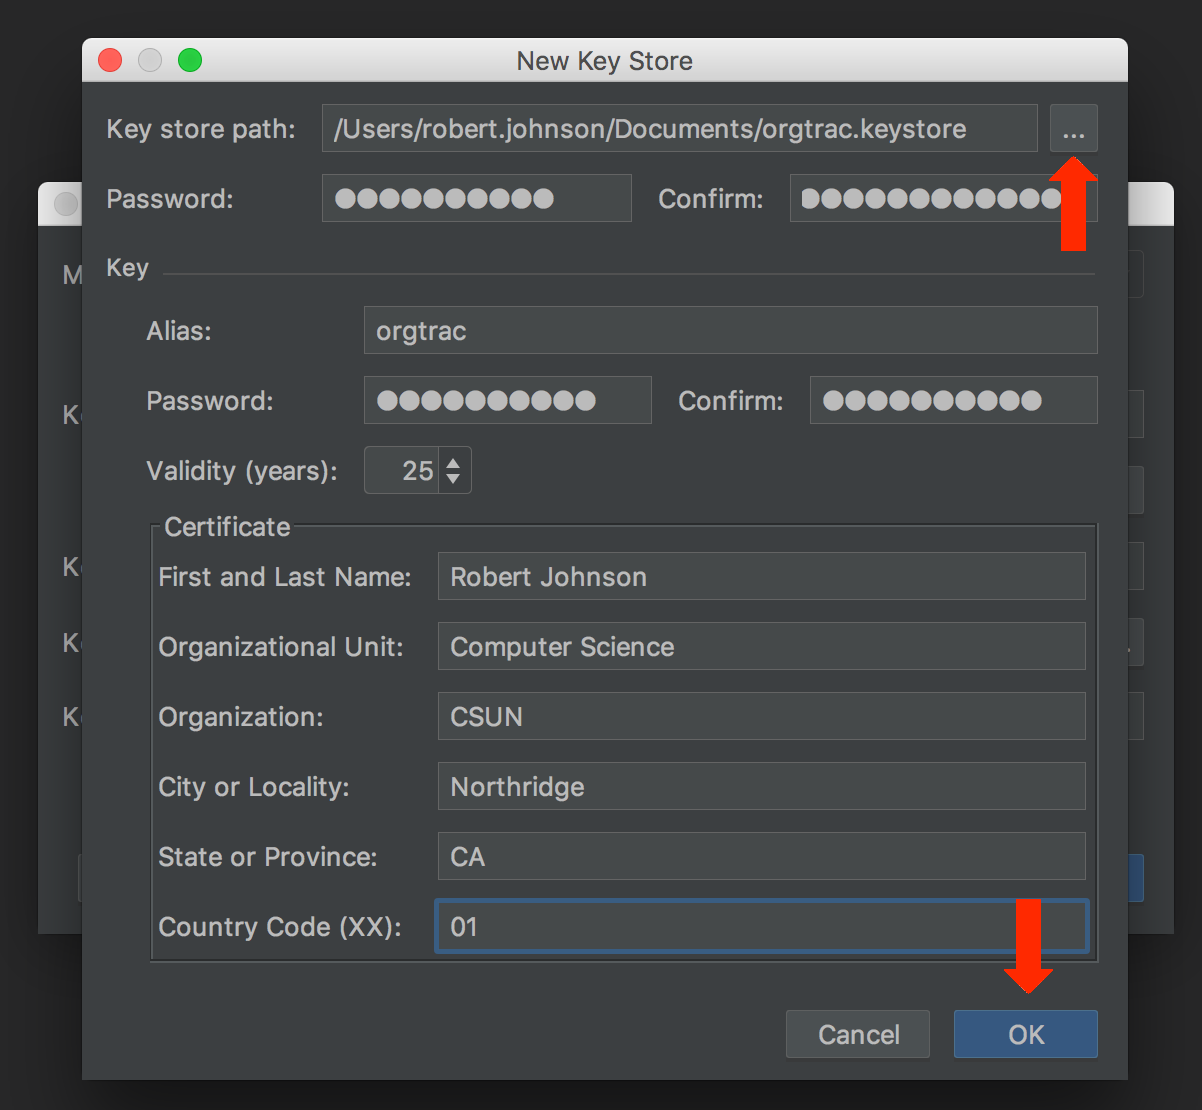 New Key Store
Key store path: /Users/robert.johnson/Documents/orgtrac.keystore ...
Password: ●●●●●●●●●● Confirm: ●●●●●●●●●●●●
Key
Alias: orgtrac
Password: ●●●●●●●●●● Confirm: ●●●●●●●●●●
Validity (years): 25
Certificate
First and Last Name: Robert Johnson
Organizational Unit: Computer Science
Organization: CSUN
City or Locality: Northridge
State or Province: CA
Country Code (XX): 01
Cancel OK